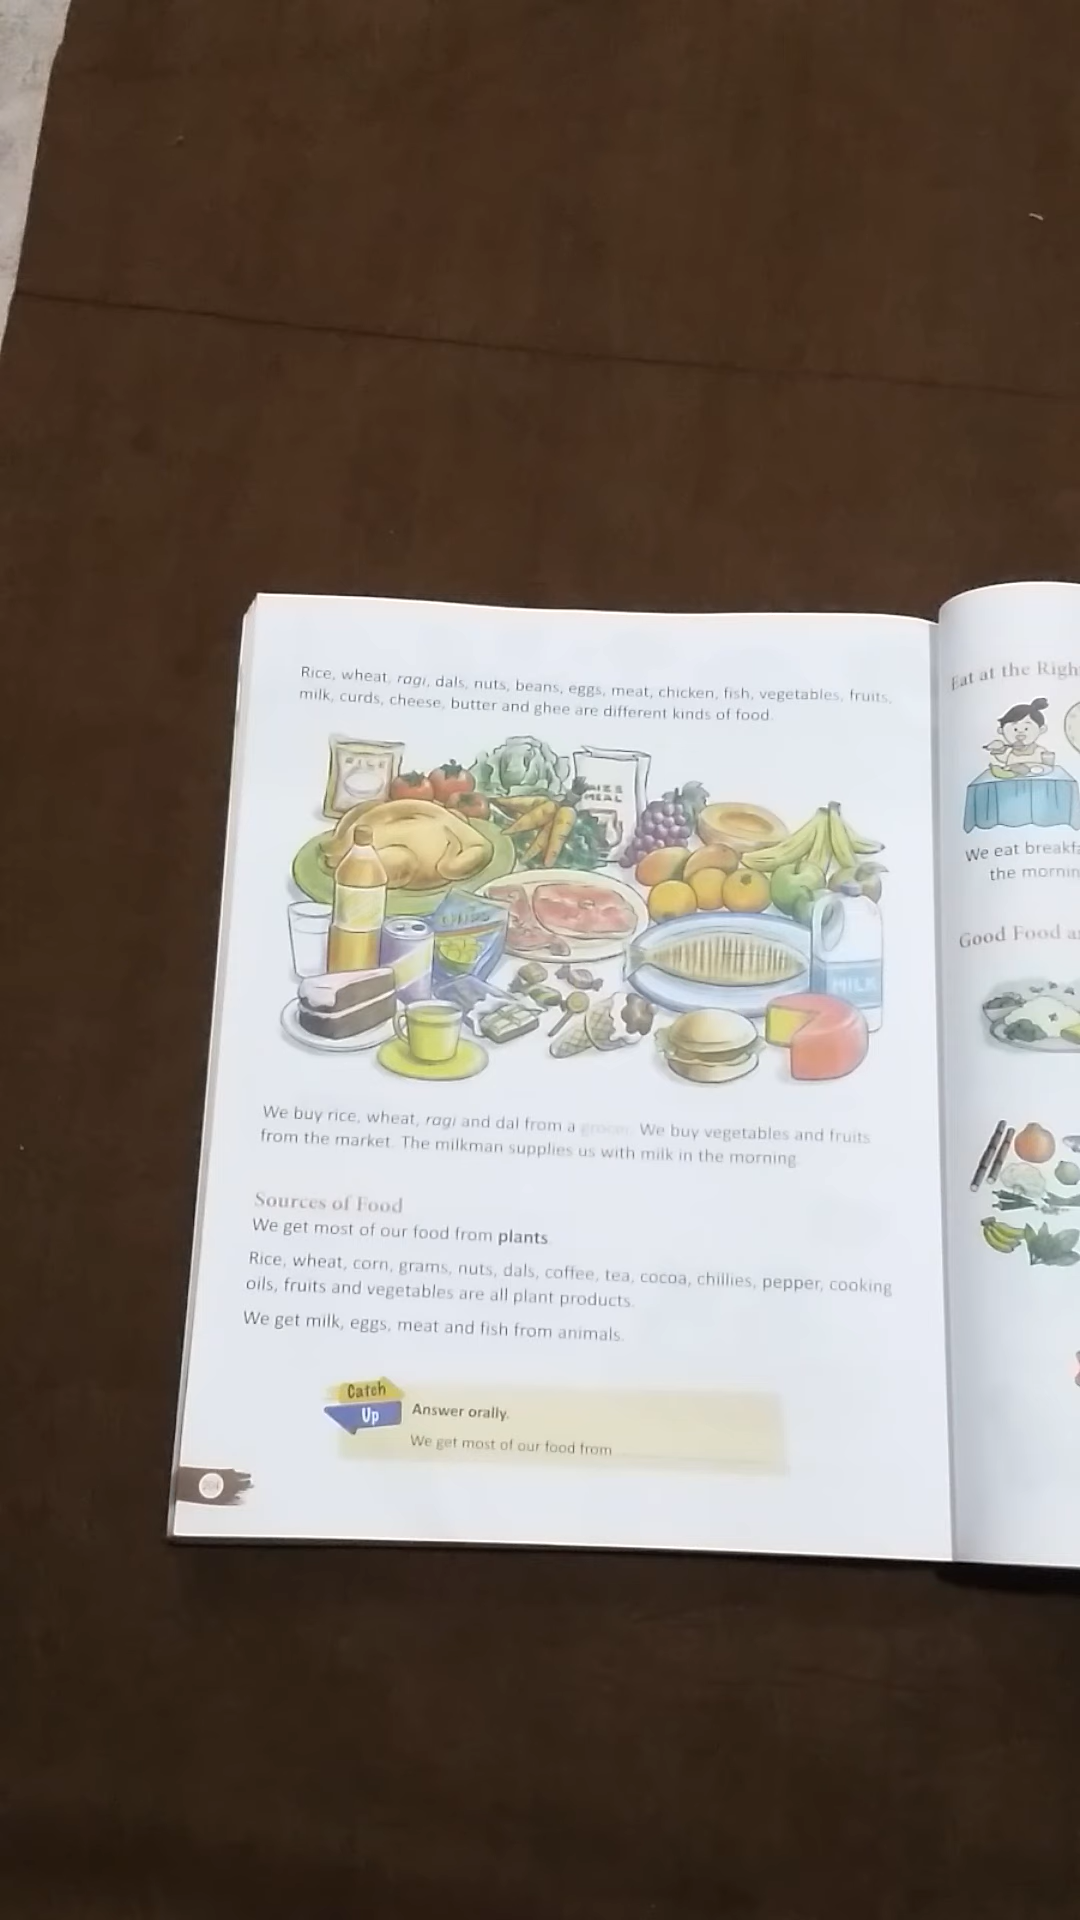 Rice, wheat, ragi, dals, nuts, beans, eggs, meat, chicken, fish, vegetables, fruits,
milk, curds, cheese, butter and ghee are different kinds of food.
RICE
MEAL
MILK
We buy rice, wheat, ragi and dal from a grocer. We buy vegetables and fruits
from the market. The milkman supplies us with milk in the morning.
Sources of Food
We get most of our food from plants.
Rice, wheat, corn, grams, nuts, dals, coffee, tea, cocoa, chillies, pepper, cooking
oils, fruits and vegetables are all plant products.
We get milk, eggs, meat and fish from animals.
Catch
Up
Answer orally.
We get most of our food from
Eat at the Righ
We eat breakfa
the mornin
Good Food a